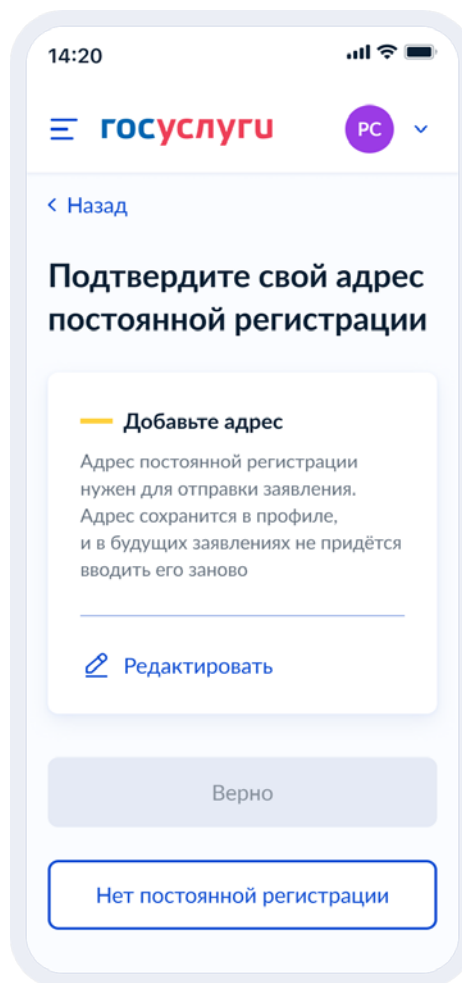 14:20
госуслуги
РС
Назад
Подтвердите свой адрес
постоянной регистрации
Добавьте адрес
Адрес постоянной регистрации
нужен для отправки заявления.
Адрес сохранится в профиле,
и в будущих заявлениях не придётся
вводить его заново
Редактировать
Верно
Нет постоянной регистрации